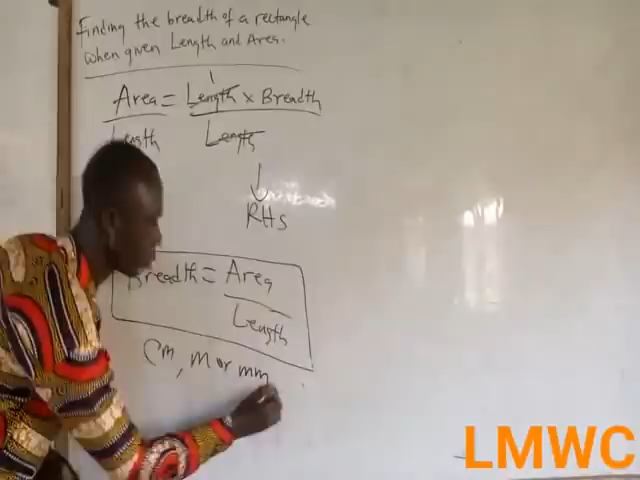 Finding the breadth of a rectangle
when given Length and Area.
1
Area = Length x Breadth
Length Length
↓
RHS
Breadth = Area
Length
Cm, m or mm
LMWC